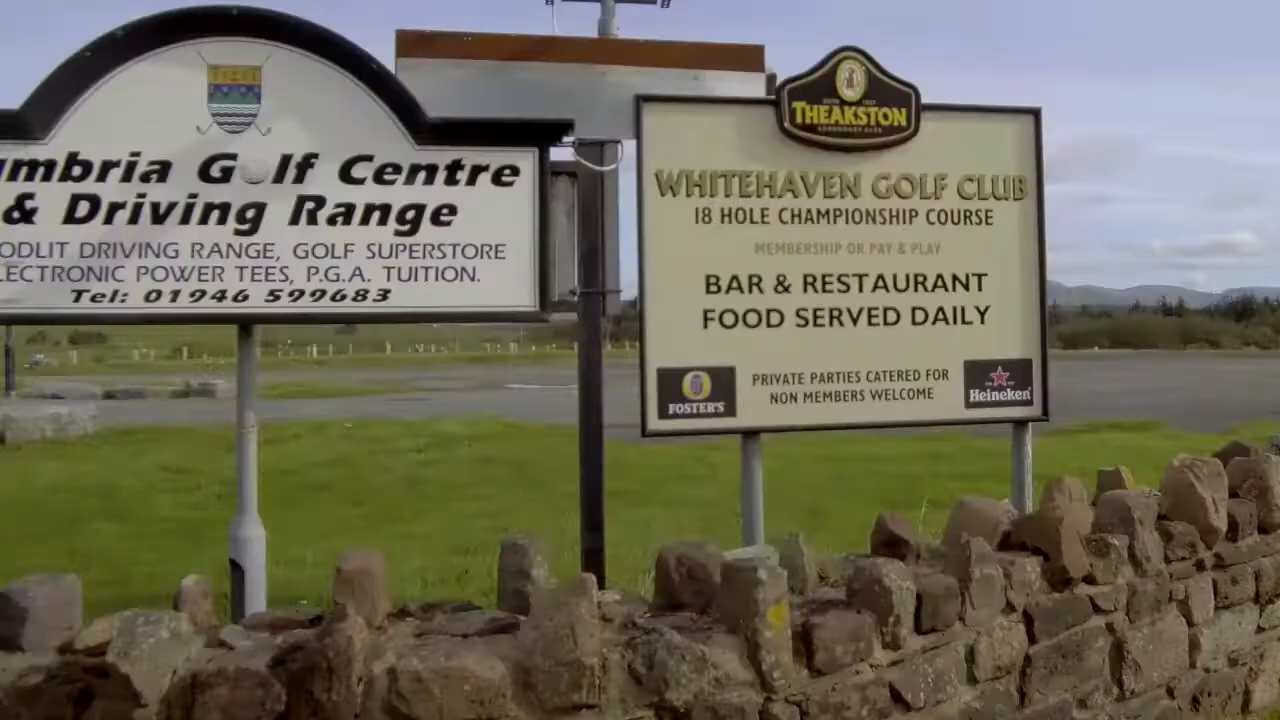 umbria Golf Centre
& Driving Range
ODLIT DRIVING RANGE, GOLF SUPERSTORE
LECTRONIC POWER TEES, P.G.A. TUITION.
Tel: 01946 599683
THEAKSTON
WHITEHAVEN GOLF CLUB
18 HOLE CHAMPIONSHIP COURSE
MEMBERSHIP OR PAY & PLAY
BAR & RESTAURANT
FOOD SERVED DAILY
FOSTER'S
PRIVATE PARTIES CATERED FOR
NON MEMBERS WELCOME
Heineken